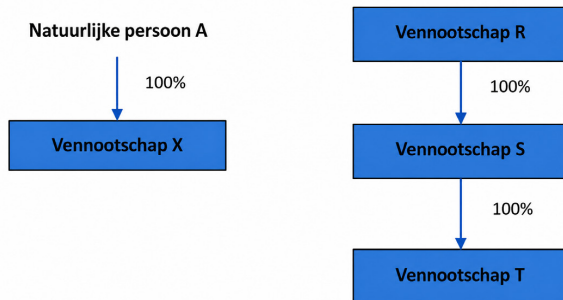 Natuurlijke persoon A
100%
Vennootschap X
Vennootschap R
100%
Vennootschap S
100%
Vennootschap T